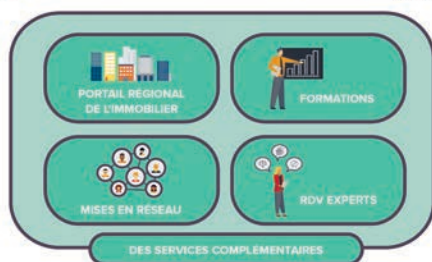 PORTAIL RÉGIONAL
DE L'IMMOBILIER
FORMATIONS
MISES EN RÉSEAU
RDV EXPERTS
DES SERVICES COMPLÉMENTAIRES